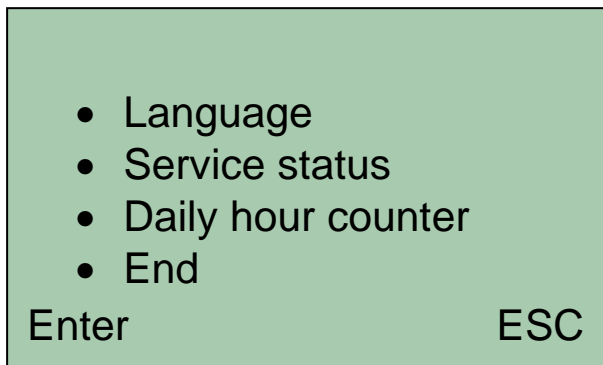 • Language
• Service status
• Daily hour counter
• End
Enter ESC